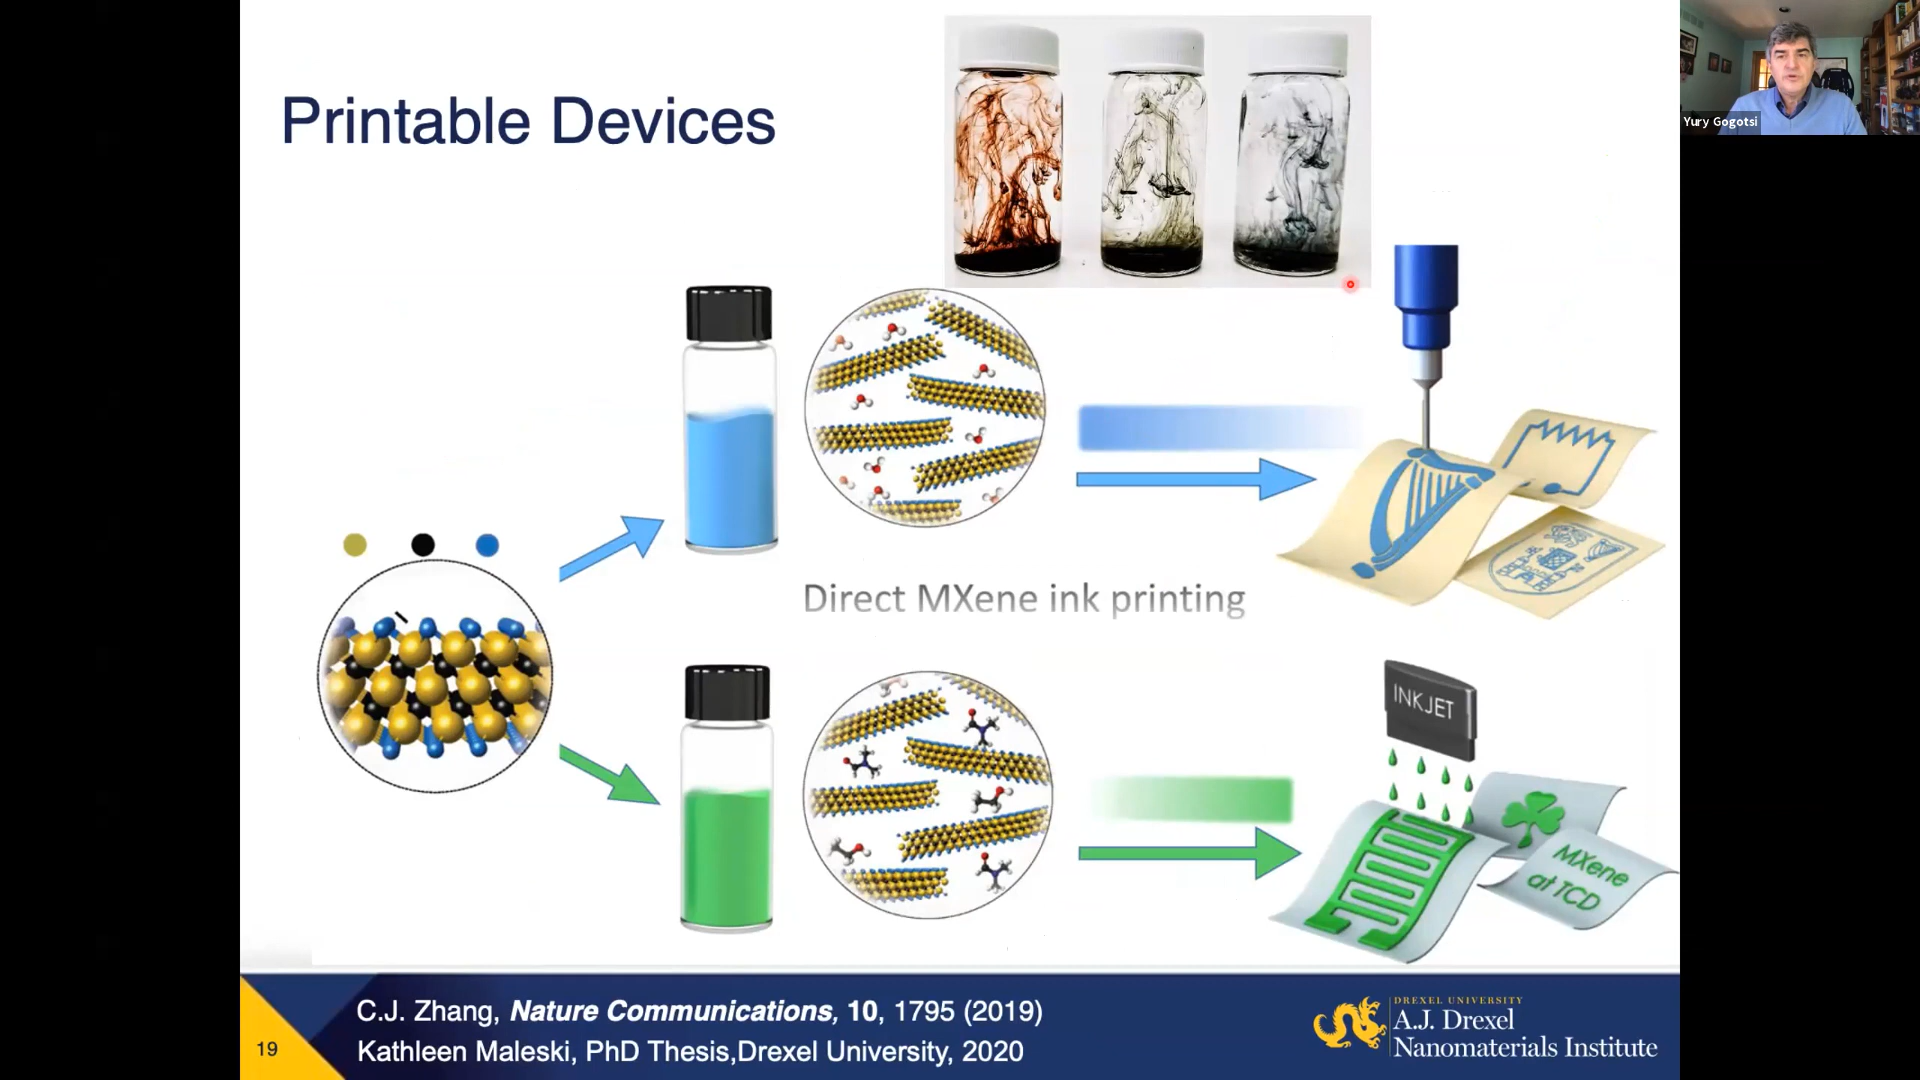 Printable Devices
Yury Gogotsi
Direct MXene ink printing
INKJET
MXene
at TCD
C.J. Zhang, Nature Communications, 10, 1795 (2019)
Kathleen Maleski, PhD Thesis,Drexel University, 2020
19
DREXEL UNIVERSITY
A.J. Drexel
Nanomaterials Institute